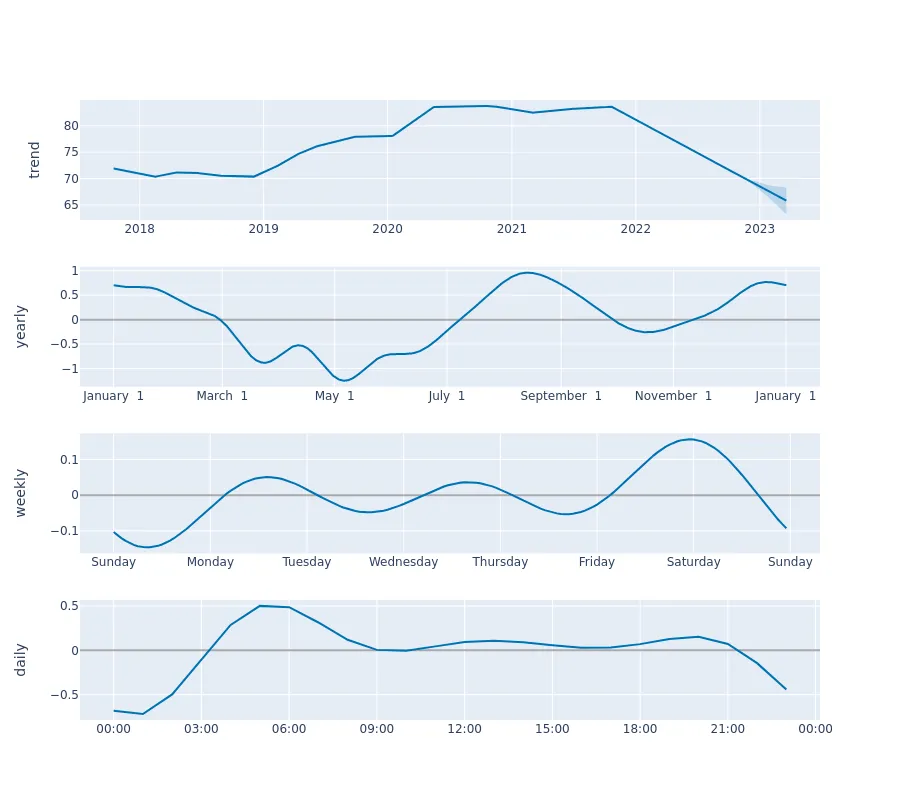 trend
80
75
70
65
2018 2019 2020 2021 2022 2023
yearly
1
0.5
0
−0.5
−1
January 1 March 1 May 1 July 1 September 1 November 1 January 1
weekly
0.1
0
−0.1
Sunday Monday Tuesday Wednesday Thursday Friday Saturday Sunday
daily
0.5
0
−0.5
00:00 03:00 06:00 09:00 12:00 15:00 18:00 21:00 00:00